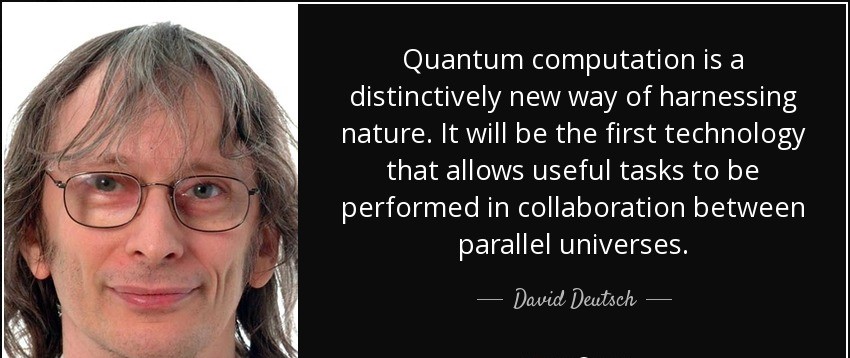 Quantum computation is a
distinctively new way of harnessing
nature. It will be the first technology
that allows useful tasks to be
performed in collaboration between
parallel universes.
David Deutsch